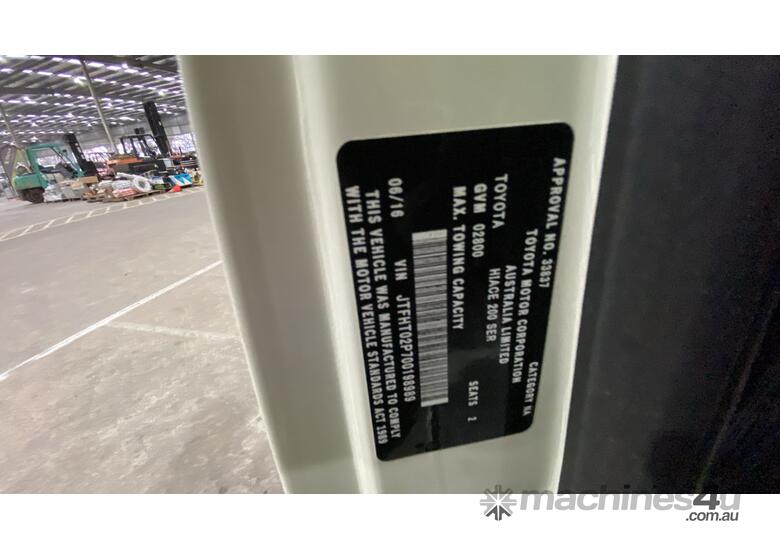 APPROVAL NO. 33837 CATEGORY NA
TOYOTA MOTOR CORPORATION
AUSTRALIA LIMITED
TOYOTA HIACE 200 SER
GVM 02800 SEATS 2
MAX. TOWING CAPACITY
06/16 VIN JTFHT02P700198989
THIS VEHICLE WAS MANUFACTURED TO COMPLY
WITH THE MOTOR VEHICLE STANDARDS ACT 1989
machines4u
.com.au